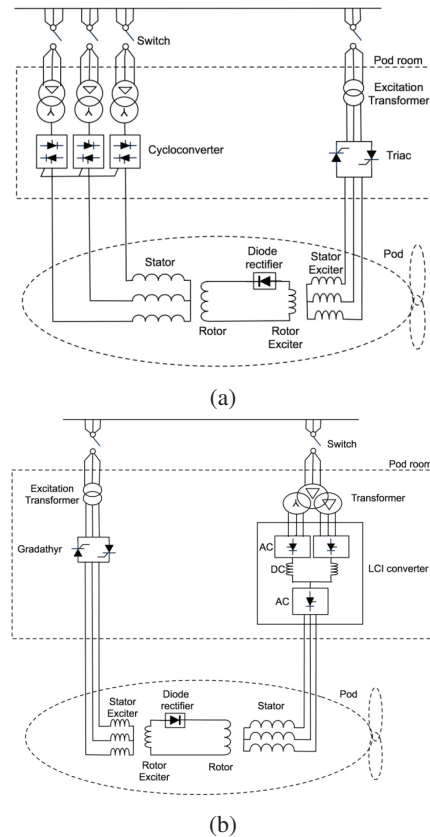 Switch
Pod room
Excitation
Transformer
Cycloconverter
Triac
Stator
Diode
rectifier
Stator
Exciter
Pod
Rotor
Rotor
Exciter
(a)
Switch
Pod room
Excitation
Transformer
Transformer
Gradathyr
AC
DC
LCI converter
AC
Stator
Exciter
Diode
rectifier
Stator
Pod
Rotor
Exciter
Rotor
(b)